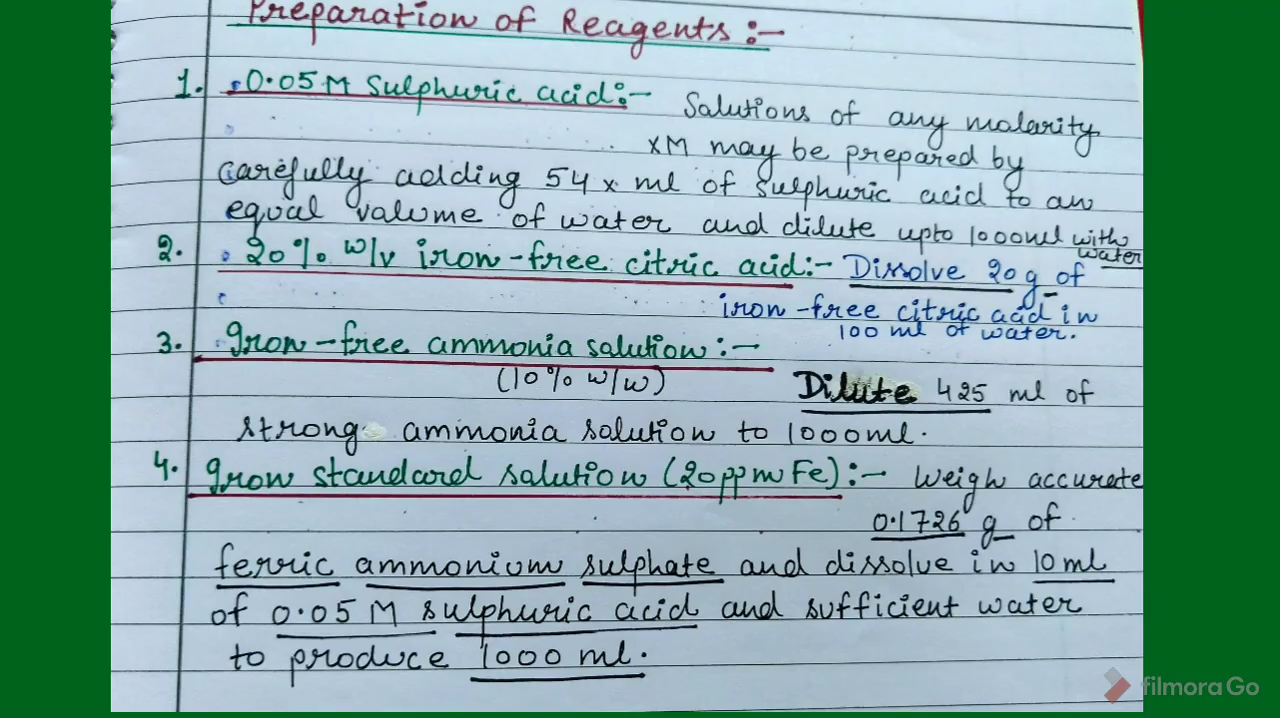 Preparation of Reagents :-
1. 0.05 M Sulphuric acid :- Solutions of any molarity
xM may be prepared by
carefully adding 54x ml of sulphuric acid to an
equal volume of water and dilute upto 1000ml with
water
2. 20% w/v iron-free citric acid :- Dissolve 20 g of
iron-free citric acid in
100 ml of water.
3. Iron-free ammonia solution :-
(10% w/w) Dilute 425 ml of
strong ammonia solution to 1000ml.
4. Iron standard solution (20 ppm Fe) :- Weigh accurate
0.1726 g of
ferric ammonium sulphate and dissolve in 10ml
of 0.05 M sulphuric acid and sufficient water
to produce 1000 ml.
filmora Go